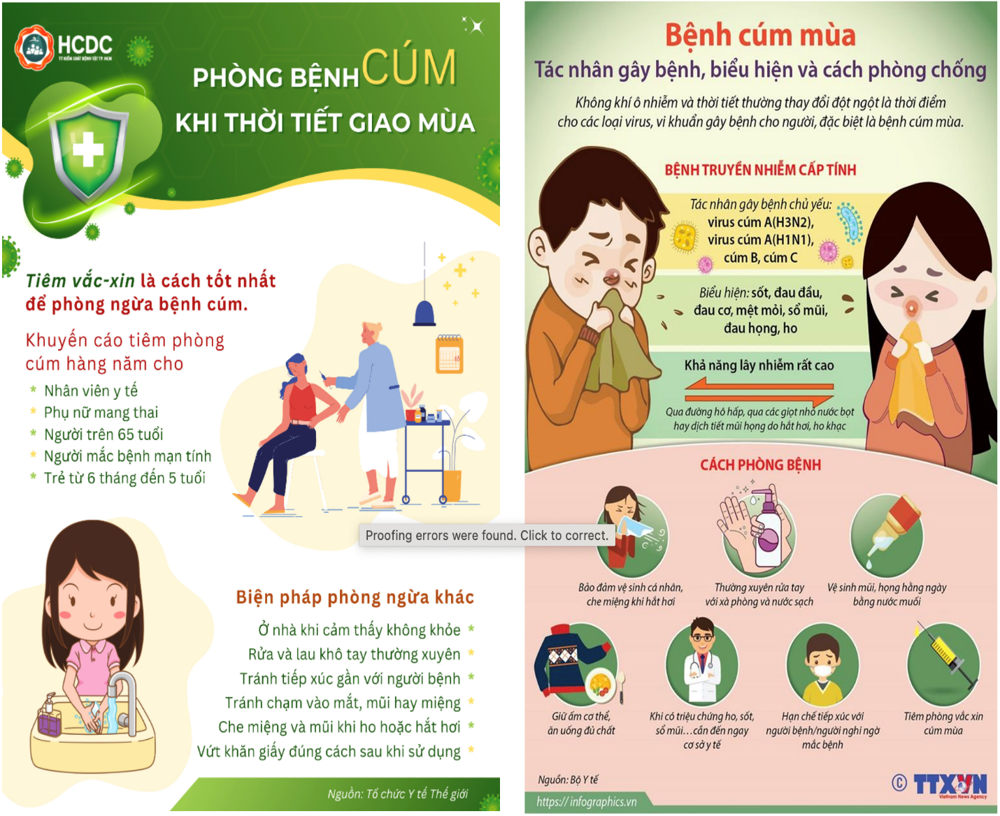 HCDC
TT KIỂM SOÁT BỆNH TẬT TP. HCM
PHÒNG BỆNH CÚM
KHI THỜI TIẾT GIAO MÙA
Tiêm vắc-xin là cách tốt nhất
để phòng ngừa bệnh cúm.
Khuyến cáo tiêm phòng
cúm hàng năm cho
* Nhân viên y tế
* Phụ nữ mang thai
* Người trên 65 tuổi
* Người mắc bệnh mạn tính
* Trẻ từ 6 tháng đến 5 tuổi
Biện pháp phòng ngừa khác
Ở nhà khi cảm thấy không khỏe *
Rửa và lau khô tay thường xuyên *
Tránh tiếp xúc gần với người bệnh *
Tránh chạm vào mắt, mũi hay miệng *
Che miệng và mũi khi ho hoặc hắt hơi *
Vứt khăn giấy đúng cách sau khi sử dụng *
Nguồn: Tổ chức Y tế Thế giới
Proofing errors were found. Click to correct.
Bệnh cúm mùa
Tác nhân gây bệnh, biểu hiện và cách phòng chống
Không khí ô nhiễm và thời tiết thường thay đổi đột ngột là thời điểm
cho các loại virus, vi khuẩn gây bệnh cho người, đặc biệt là bệnh cúm mùa.
BỆNH TRUYỀN NHIỄM CẤP TÍNH
Tác nhân gây bệnh chủ yếu:
virus cúm A(H3N2),
virus cúm A(H1N1),
cúm B, cúm C
Biểu hiện: sốt, đau đầu,
đau cơ, mệt mỏi, sổ mũi,
đau họng, ho
Khả năng lây nhiễm rất cao
Qua đường hô hấp, qua các giọt nhỏ nước bọt
hay dịch tiết mũi họng do hắt hơi, ho khạc
CÁCH PHÒNG BỆNH
Bảo đảm vệ sinh cá nhân,
che miệng khi hắt hơi
Thường xuyên rửa tay
với xà phòng và nước sạch
Vệ sinh mũi, họng hằng ngày
bằng nước muối
Giữ ấm cơ thể,
ăn uống đủ chất
Khi có triệu chứng ho, sốt,
sổ mũi...cần đến ngay
cơ sở y tế
Hạn chế tiếp xúc với
người bệnh/người nghi ngờ
mắc bệnh
Tiêm phòng vắc xin
cúm mùa
Nguồn: Bộ Y tế
https://infographics.vn
© TTXVN
Vietnam News Agency